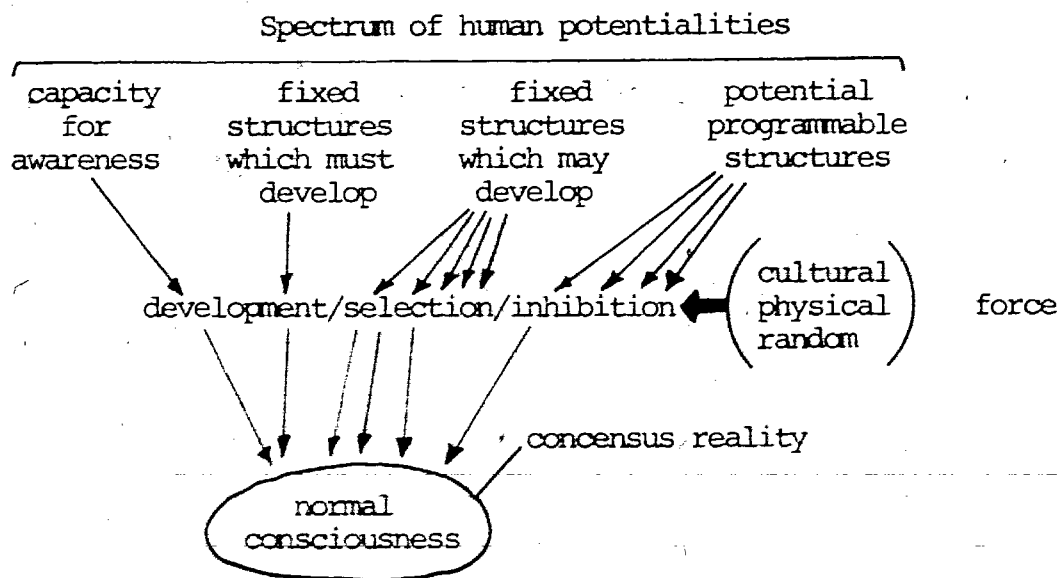 Spectrum of human potentialities
capacity
for
awareness
fixed
structures
which must
develop
fixed
structures
which may
develop
potential
programmable
structures
development/selection/inhibition
cultural
physical
random
force
concensus reality
normal
consciousness